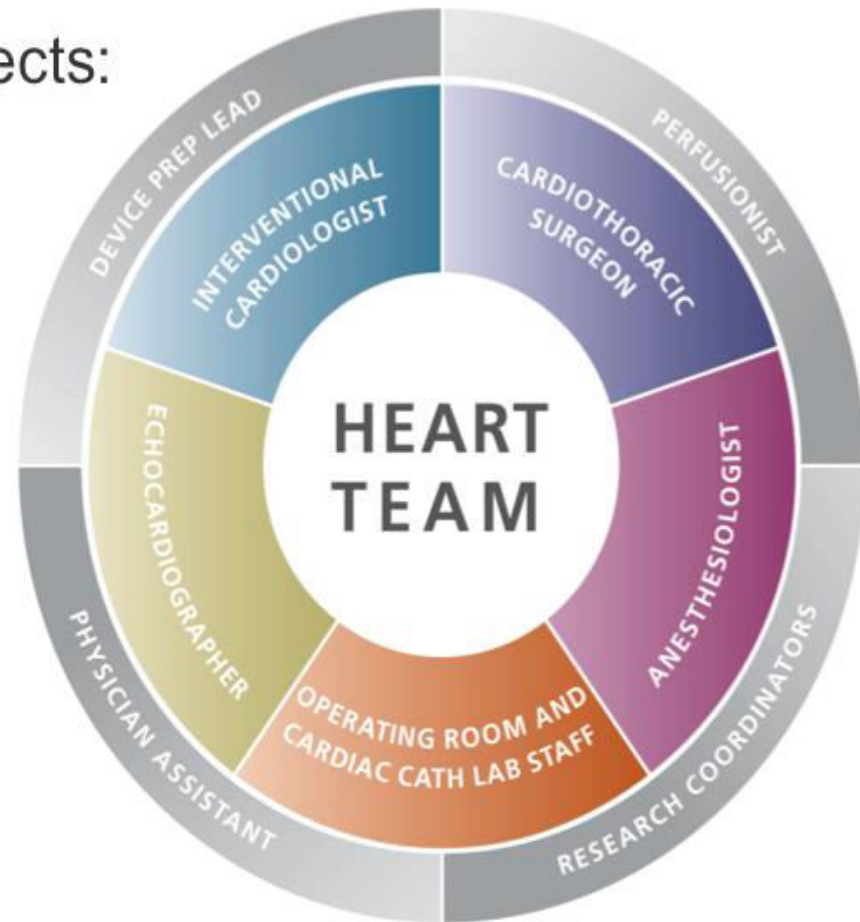 ects:
DEVICE PREP LEAD
PERFUSIONIST
INTERVENTIONAL
CARDIOLOGIST
CARDIOTHORACIC
SURGEON
HEART
TEAM
ECHOCARDIOGRAPHER
ANESTHESIOLOGIST
OPERATING ROOM AND
CARDIAC CATH LAB STAFF
PHYSICIAN ASSISTANT
RESEARCH COORDINATORS